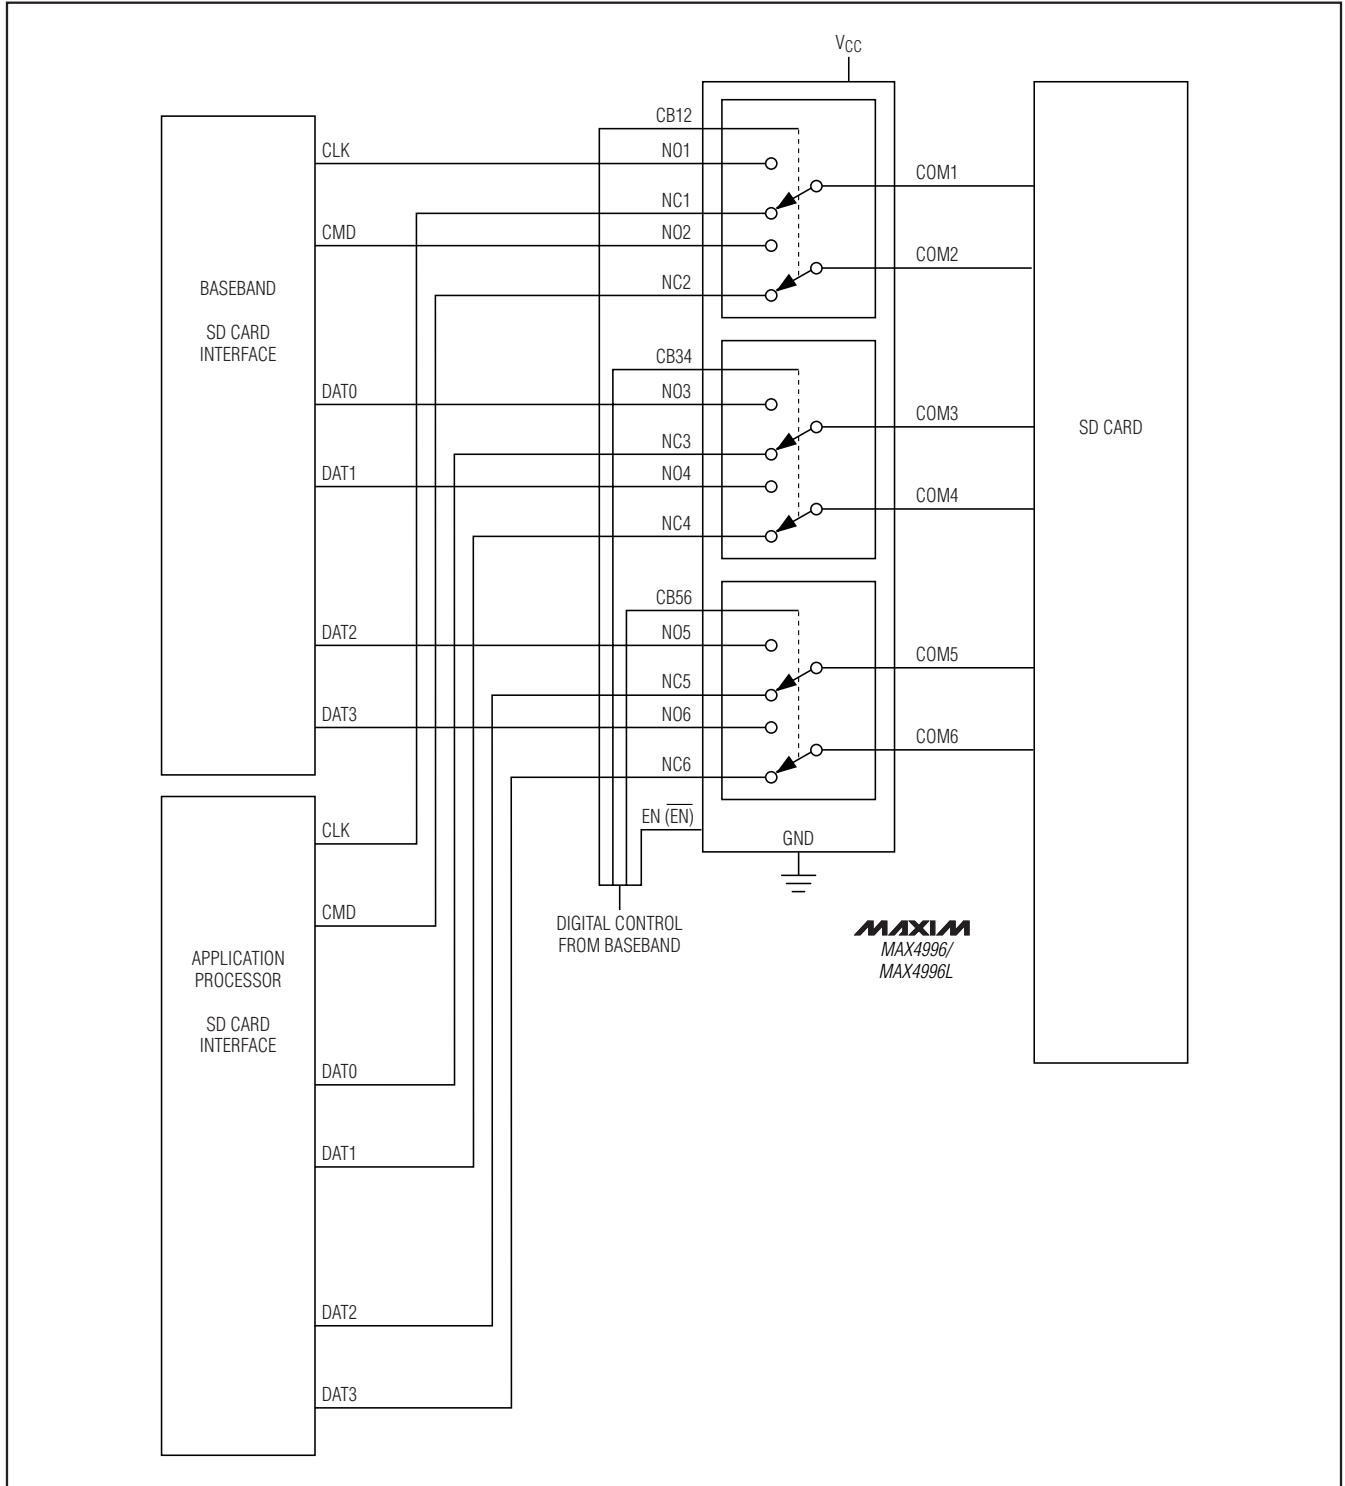 VCC
CB12
CLK
NO1
COM1
NC1
CMD
NO2
COM2
NC2
BASEBAND
SD CARD
INTERFACE
CB34
DAT0
NO3
COM3
SD CARD
NC3
DAT1
NO4
COM4
NC4
CB56
DAT2
NO5
COM5
NC5
DAT3
NO6
COM6
NC6
EN (EN)
CLK
GND
CMD
DIGITAL CONTROL
FROM BASEBAND
MAXIM
MAX4996/
MAX4996L
APPLICATION
PROCESSOR
SD CARD
INTERFACE
DAT0
DAT1
DAT2
DAT3